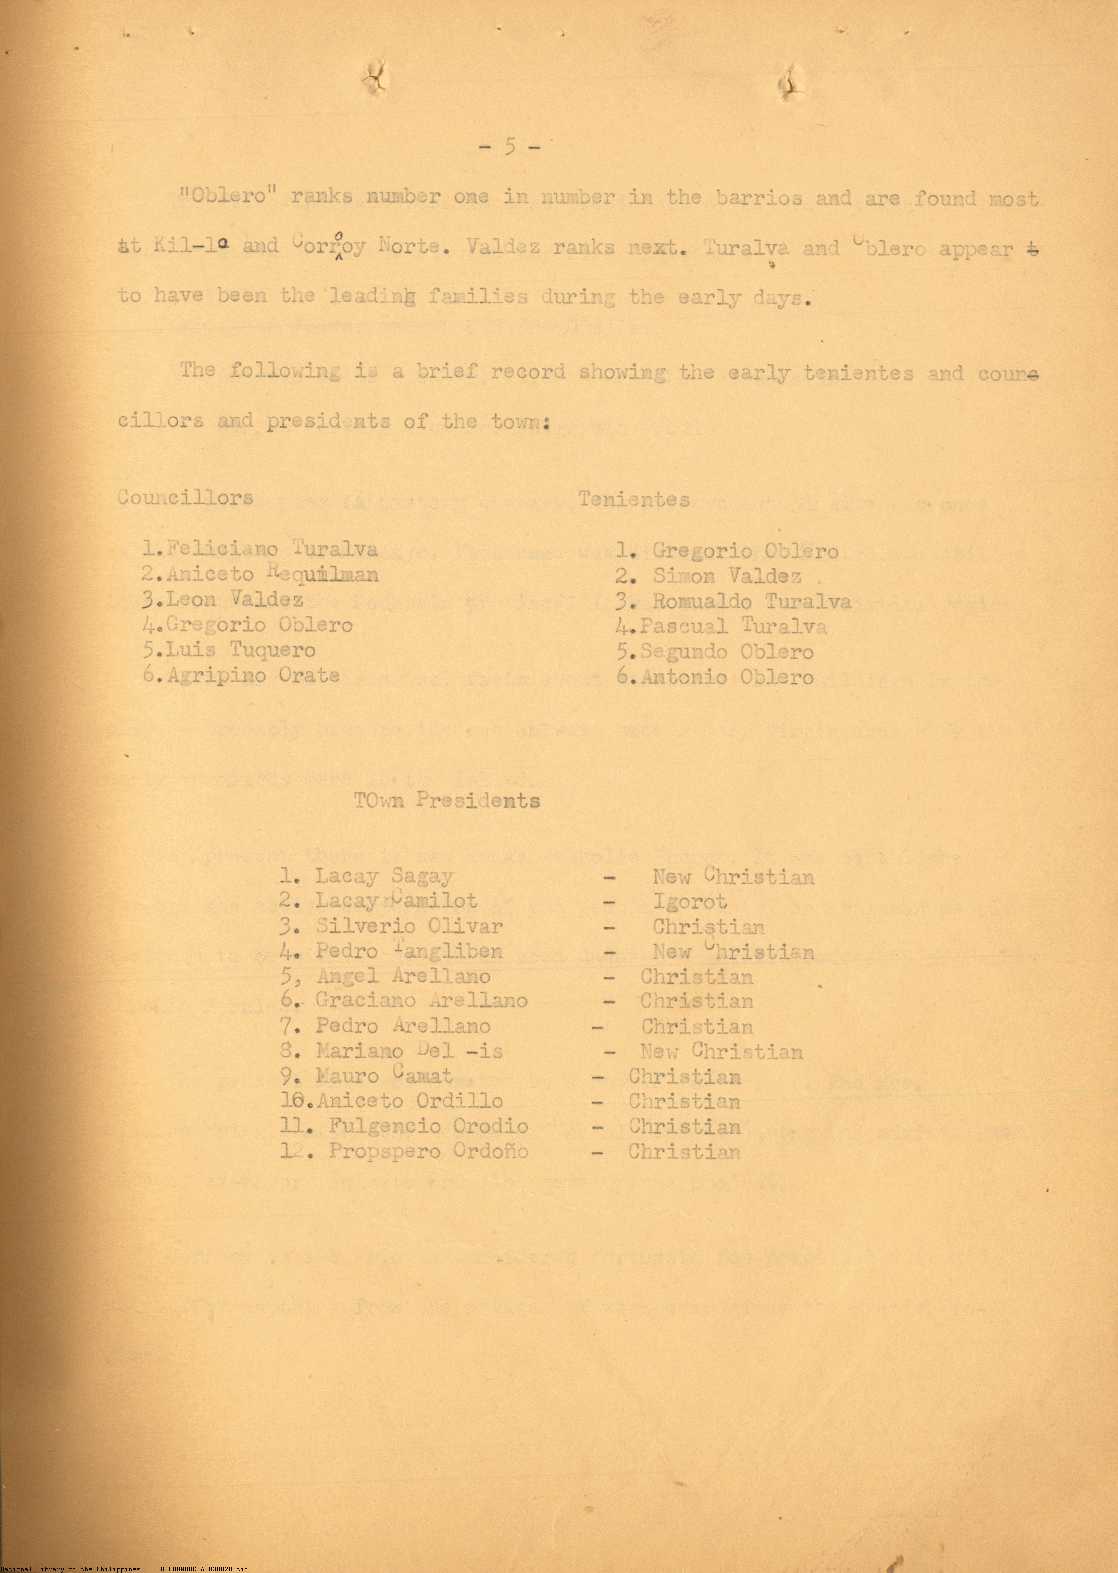 - 5 -
"Oblero" ranks number one in number in the barrios and are found most
at Kil-la and Corrooy Norte. Valdez ranks next. Turalva and Oblero appear t
to have been the leading families during the early days.
The following is a brief record showing the early tenientes and coun-
cillors and presidents of the town:
Councillors Tenientes
1.Feliciano Turalva 1. Gregorio Oblero
2.Aniceto Requilman 2. Simon Valdez
3.Leon Valdez 3. Romualdo Turalva
4.Gregorio Oblero 4.Pascual Turalva
5.Luis Tuquero 5.Segundo Oblero
6.Agripino Orate 6.Antonio Oblero
TOwn Presidents
1. Lacay Sagay - New Christian
2. Lacay Camilot - Igorot
3. Silverio Olivar - Christian
4. Pedro Tangliben - New Christian
5, Angel Arellano - Christian
6. Graciano Arellano - Christian
7. Pedro Arellano - Christian
8. Mariano Del -is - New Christian
9. Mauro Camat - Christian
10.Aniceto Ordillo - Christian
11. Fulgencio Orodio - Christian
12. Propspero Ordoño - Christian
National Library of the Philippines